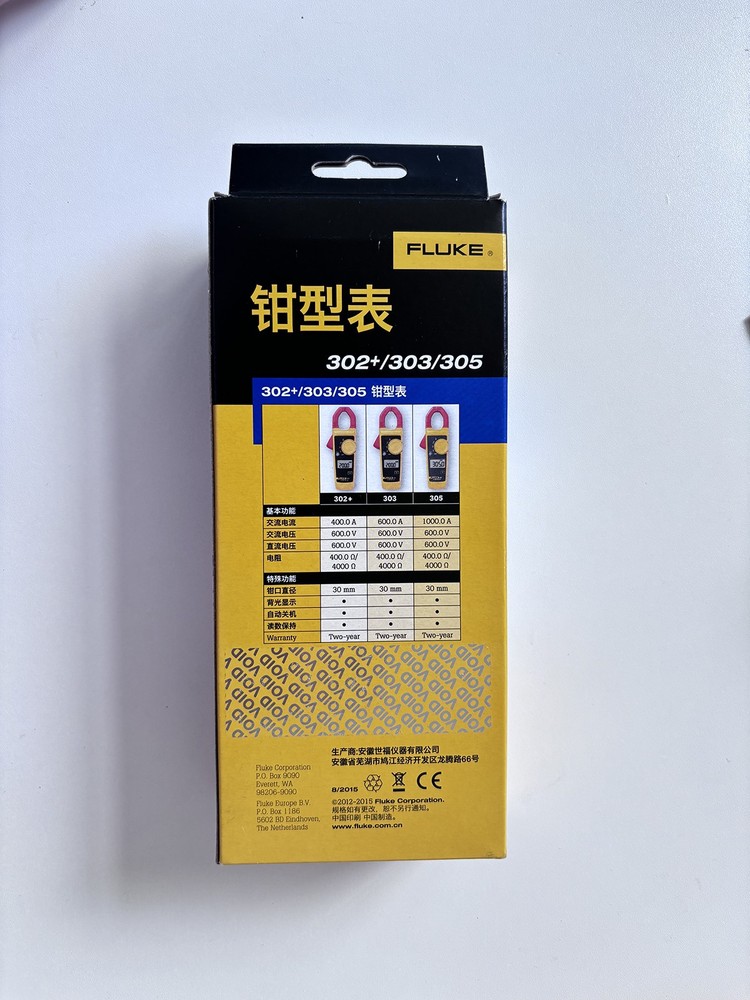 FLUKE®
钳型表
302+/303/305
302+/303/305 钳型表
302+ 303 305
基本功能
交流电流 400.0 A 600.0 A 1000.0 A
交流电压 600.0 V 600.0 V 600.0 V
直流电压 600.0 V 600.0 V 600.0 V
电阻 400.0 Ω/ 4000 Ω 400.0 Ω/ 4000 Ω 400.0 Ω/ 4000 Ω
特殊功能
钳口直径 30 mm 30 mm 30 mm
背光显示 • • •
自动关机 • • •
读数保持 • • •
Warranty Two-year Two-year Two-year
VOID VOID VOID VOID VOID VOID VOID
Fluke Corporation
P.O. Box 9090
Everett, WA
98206-9090
Fluke Europe B.V.
P.O. Box 1186
5602 BD Eindhoven,
The Netherlands
生产商:安徽世福仪器有限公司
安徽省芜湖市鸠江经济开发区龙腾路66号
8/2015
CE
©2012-2015 Fluke Corporation.
规格如有更改，恕不另行通知。
中国印刷 中国制造。
www.fluke.com.cn